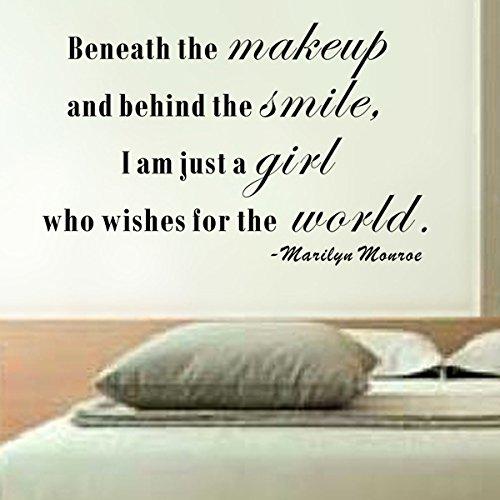 Beneath the makeup
and behind the smile,
I am just a girl
who wishes for the world.
-Marilyn Monroe